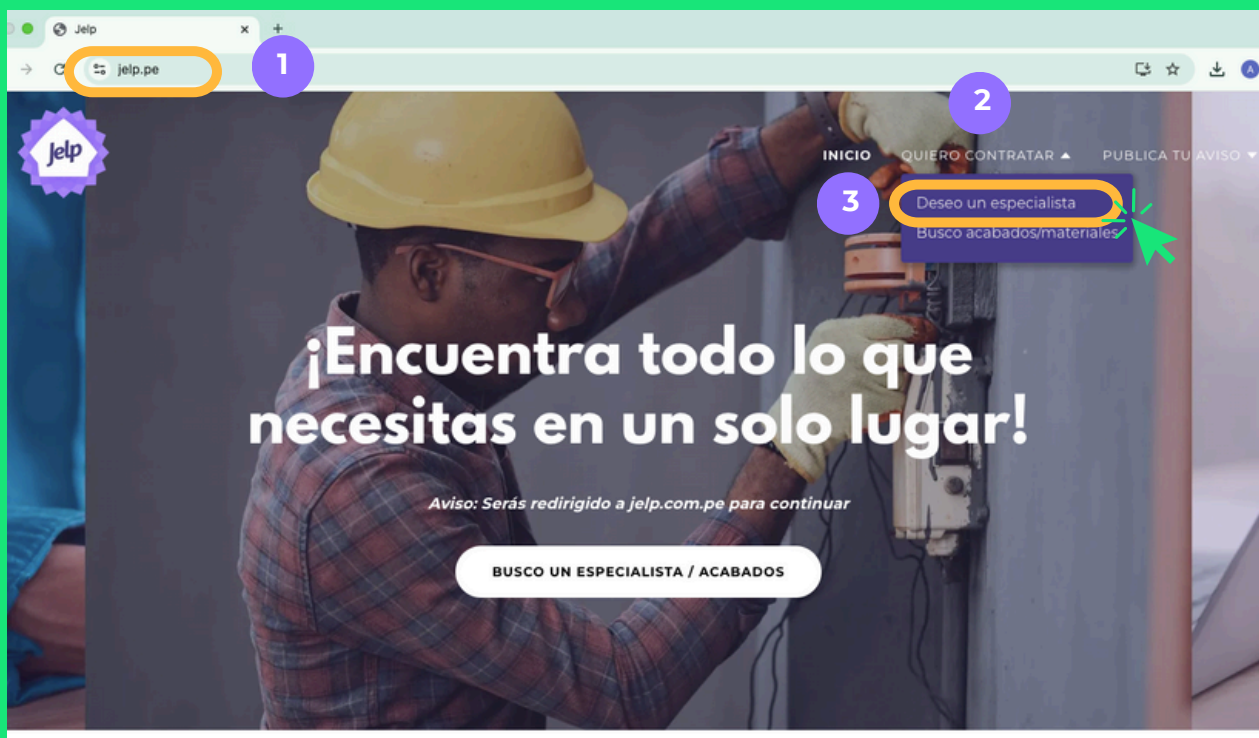 Jelp
jelp.pe
1
2
Jelp
INICIO
QUIERO CONTRATAR
PUBLICA TU AVISO
3
Deseo un especialista
Busco acabados/materiales
¡Encuentra todo lo que
necesitas en un solo lugar!
Aviso: Serás redirigido a jelp.com.pe para continuar
BUSCO UN ESPECIALISTA / ACABADOS
A